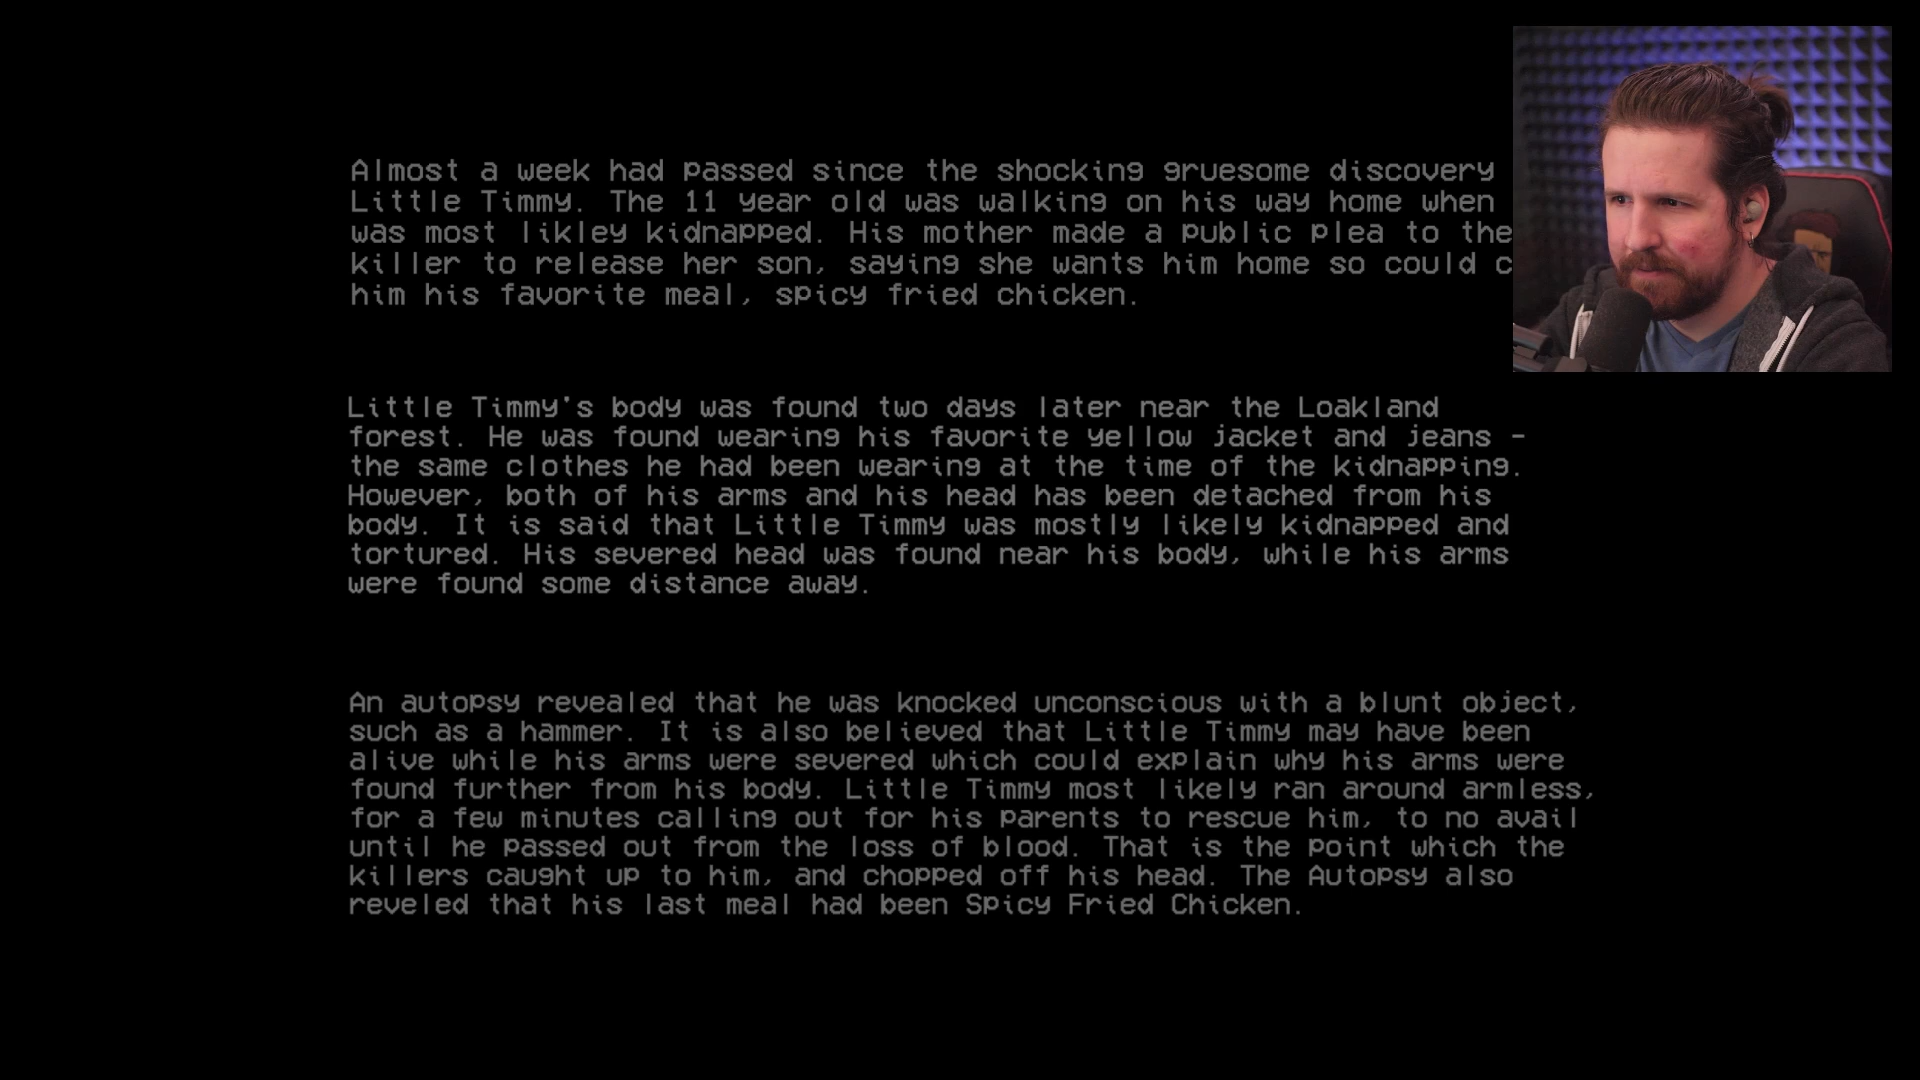 Almost a week had passed since the shocking gruesome discovery
Little Timmy. The 11 year old was walking on his way home when
was most likley kidnapped. His mother made a public plea to the
killer to release her son, saying she wants him home so could
him his favorite meal, spicy fried chicken.
Little Timmy's body was found two days later near the Loakland
forest. He was found wearing his favorite yellow jacket and jeans -
the same clothes he had been wearing at the time of the kidnapping.
However, both of his arms and his head has been detached from his
body. It is said that Little Timmy was mostly likely kidnapped and
tortured. His severed head was found near his body, while his arms
were found some distance away.
An autopsy revealed that he was knocked unconscious with a blunt object,
such as a hammer. It is also believed that Little Timmy may have been
alive while his arms were severed which could explain why his arms were
found further from his body. Little Timmy most likely ran around armless,
for a few minutes calling out for his parents to rescue him, to no avail
until he passed out from the loss of blood. That is the point which the
killers caught up to him, and chopped off his head. The Autopsy also
reveled that his last meal had been Spicy Fried Chicken.